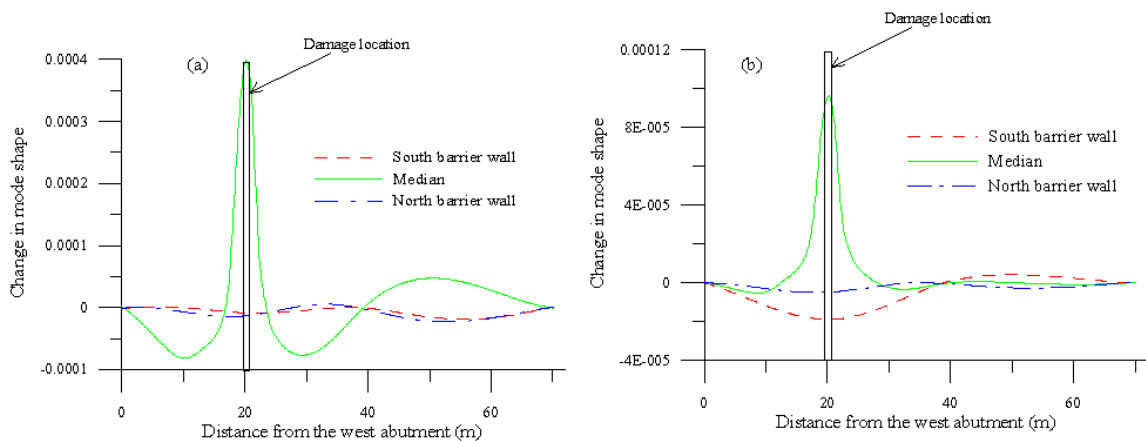 Damage location
(a)
0.0004
0.0003
0.0002
0.0001
0
-0.0001
Change in mode shape
South barrier wall
Median
North barrier wall
0 20 40 60
Distance from the west abutment (m)
Damage location
(b)
0.00012
8E-005
4E-005
0
-4E-005
Change in mode shape
South barrier wall
Median
North barrier wall
0 20 40 60
Distance from the west abutment (m)